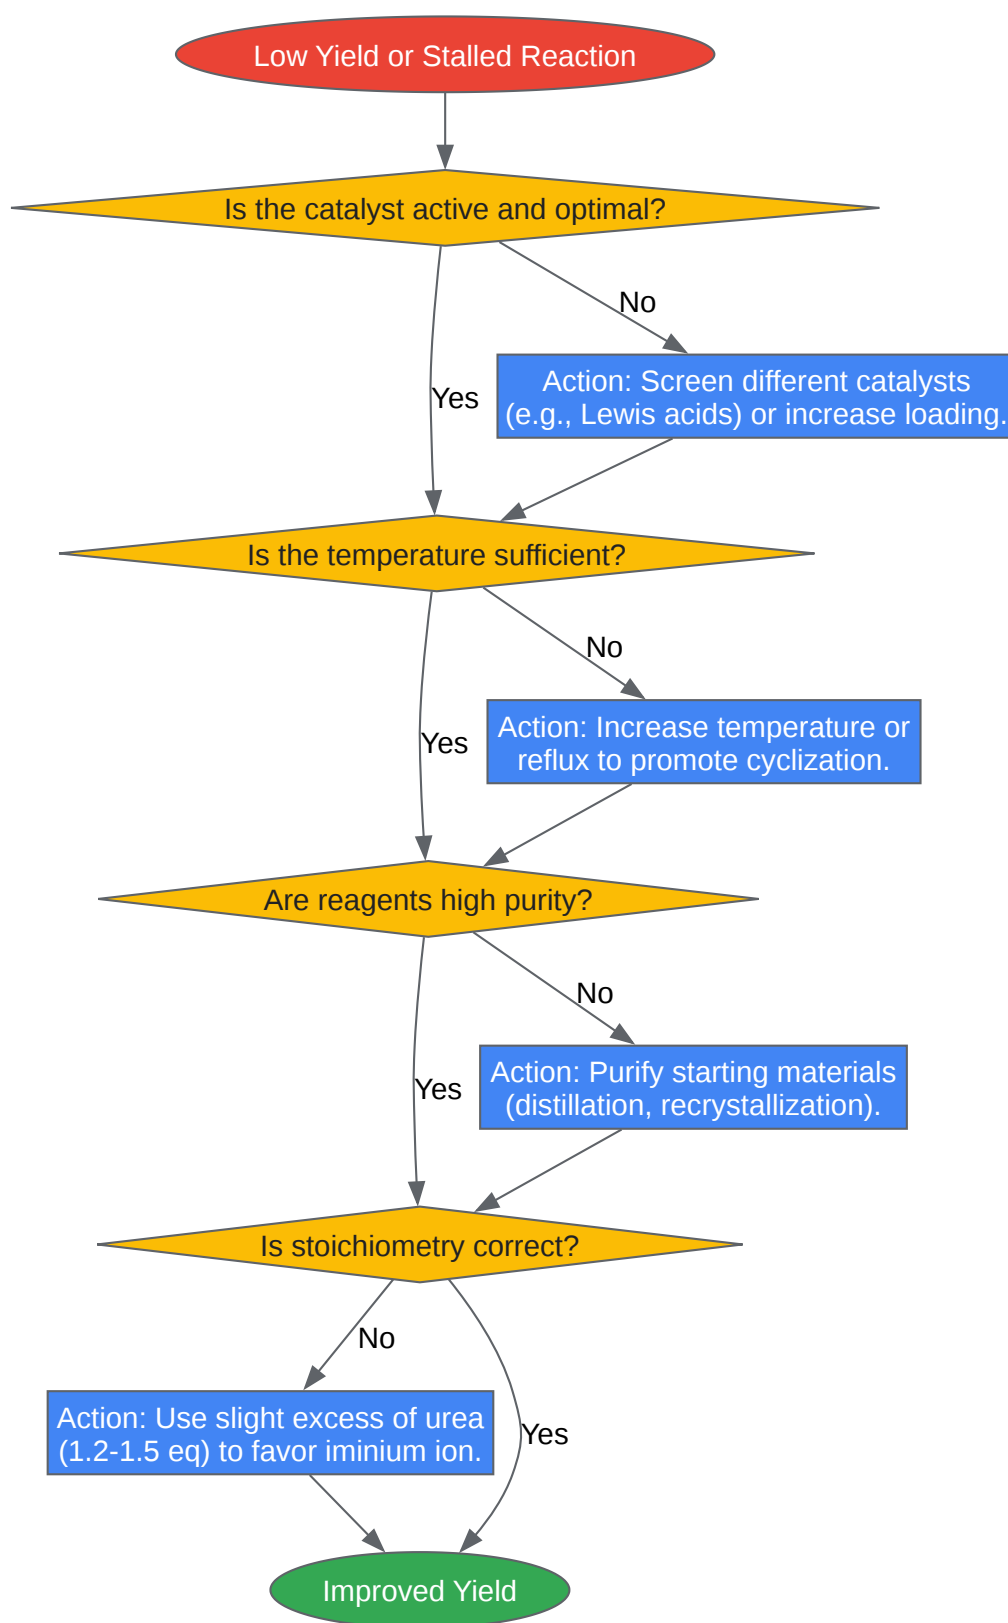 Low Yield or Stalled Reaction
Is the catalyst active and optimal?
No
Yes
Action: Screen different catalysts
(e.g., Lewis acids) or increase loading.
Is the temperature sufficient?
No
Yes
Action: Increase temperature or
reflux to promote cyclization.
Are reagents high purity?
No
Yes
Action: Purify starting materials
(distillation, recrystallization).
Is stoichiometry correct?
No
Action: Use slight excess of urea
(1.2-1.5 eq) to favor iminium ion.
Yes
Improved Yield